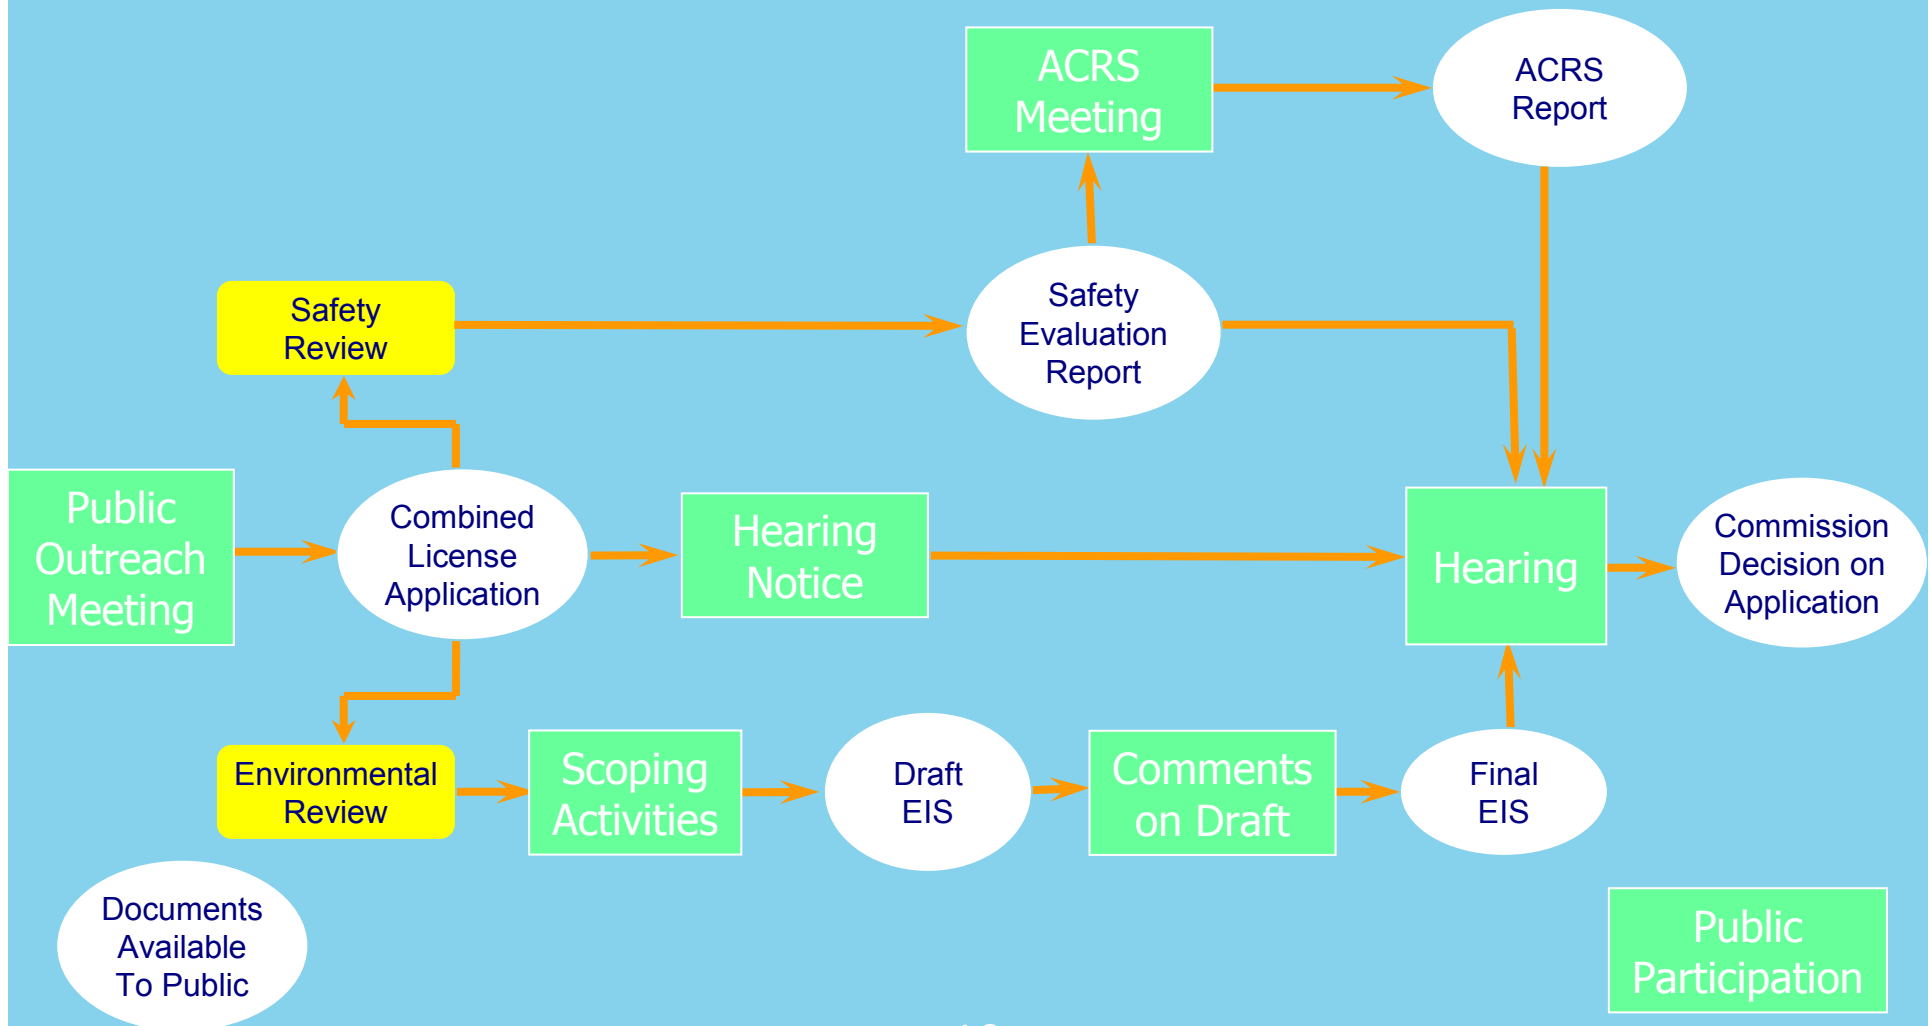 ACRS
Meeting
ACRS
Report
Safety
Review
Safety
Evaluation
Report
Public
Outreach
Meeting
Combined
License
Application
Hearing
Notice
Hearing
Commission
Decision on
Application
Environmental
Review
Scoping
Activities
Draft
EIS
Comments
on Draft
Final
EIS
Documents
Available
To Public
Public
Participation